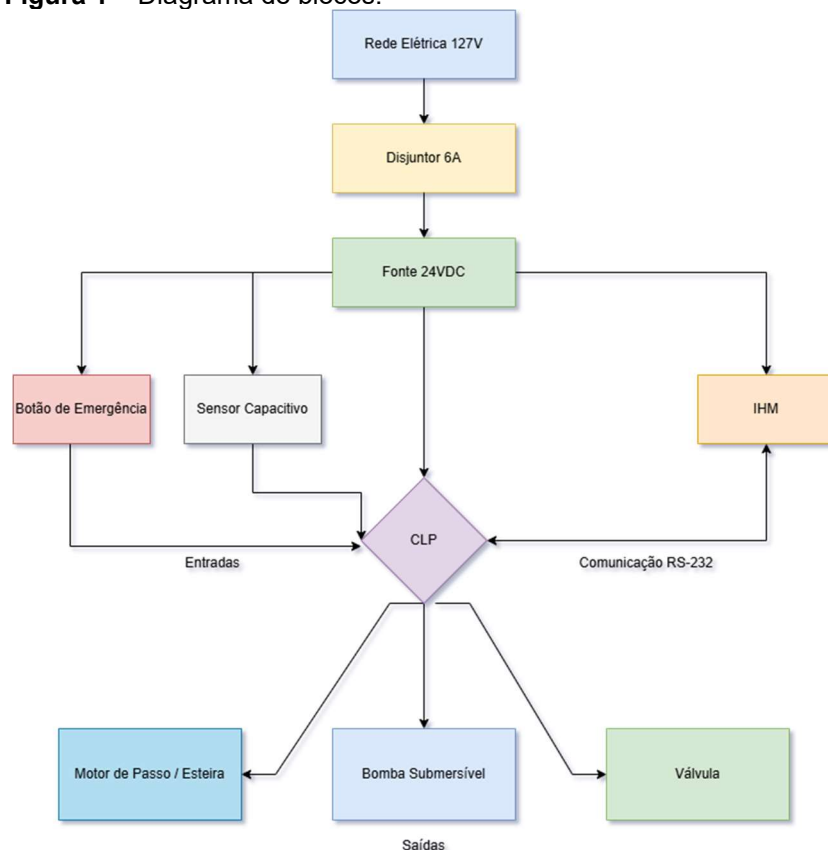 Figura 1 – Diagrama de blocos.
Rede Elétrica 127V
Disjuntor 6A
Fonte 24VDC
Botão de Emergência
Sensor Capacitivo
IHM
CLP
Entradas
Comunicação RS-232
Motor de Passo / Esteira
Bomba Submersível
Válvula
Saídas